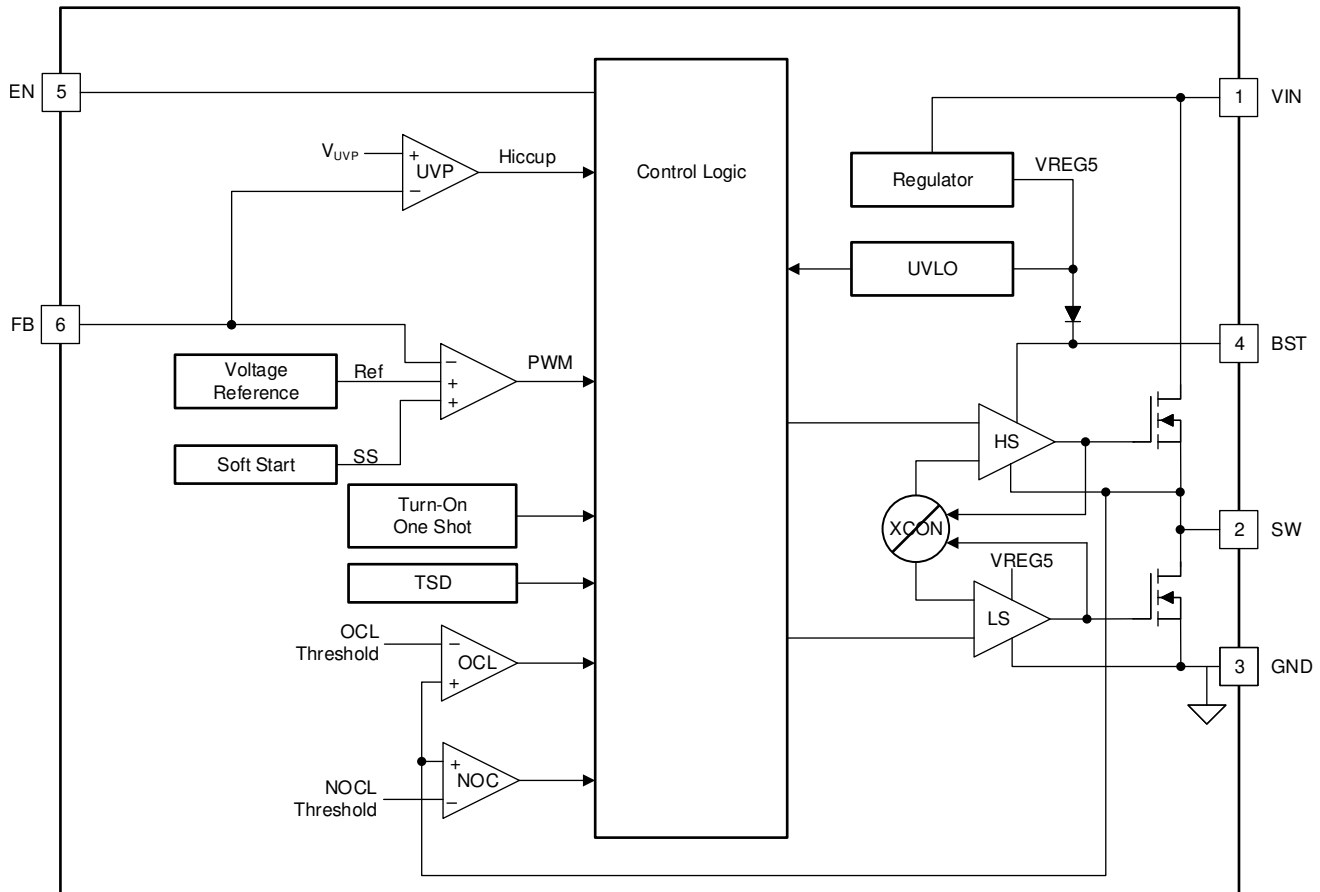 EN
5
1
VIN
V_UVP
+
UVP
−
Hiccup
Control Logic
Regulator
VREG5
UVLO
FB
6
4
BST
Voltage
Reference
Ref
−
+
+
PWM
Soft Start
SS
HS
Turn-On
One Shot
XCON
2
SW
TSD
VREG5
LS
OCL
Threshold
−
OCL
+
3
GND
+
NOC
−
NOCL
Threshold